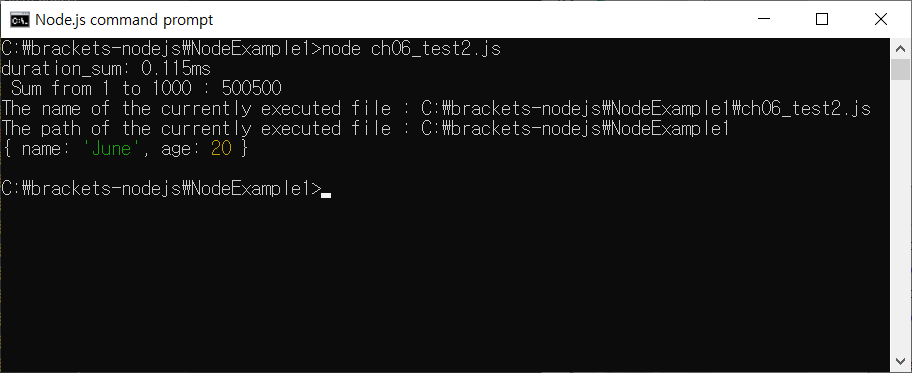 Node.js command prompt
C:₩brackets-nodejs₩NodeExample1>node ch06_test2.js
duration_sum: 0.115ms
 Sum from 1 to 1000 : 500500
The name of the currently executed file : C:₩brackets-nodejs₩NodeExample1₩ch06_test2.js
The path of the currently executed file : C:₩brackets-nodejs₩NodeExample1
{ name: 'June', age: 20 }
C:₩brackets-nodejs₩NodeExample1>